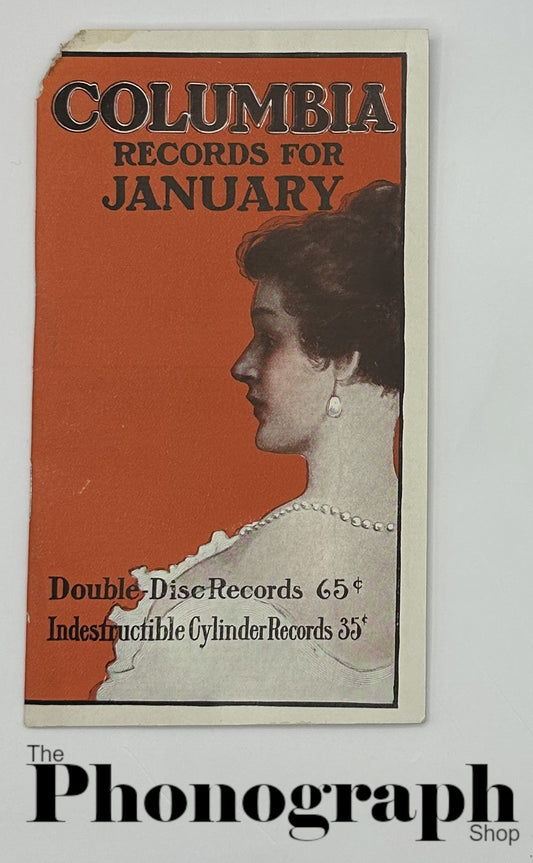 COLUMBIA
RECORDS FOR
JANUARY
Double-Disc Records 65¢
Indestructible Cylinder Records 35¢
The
Phonograph
Shop